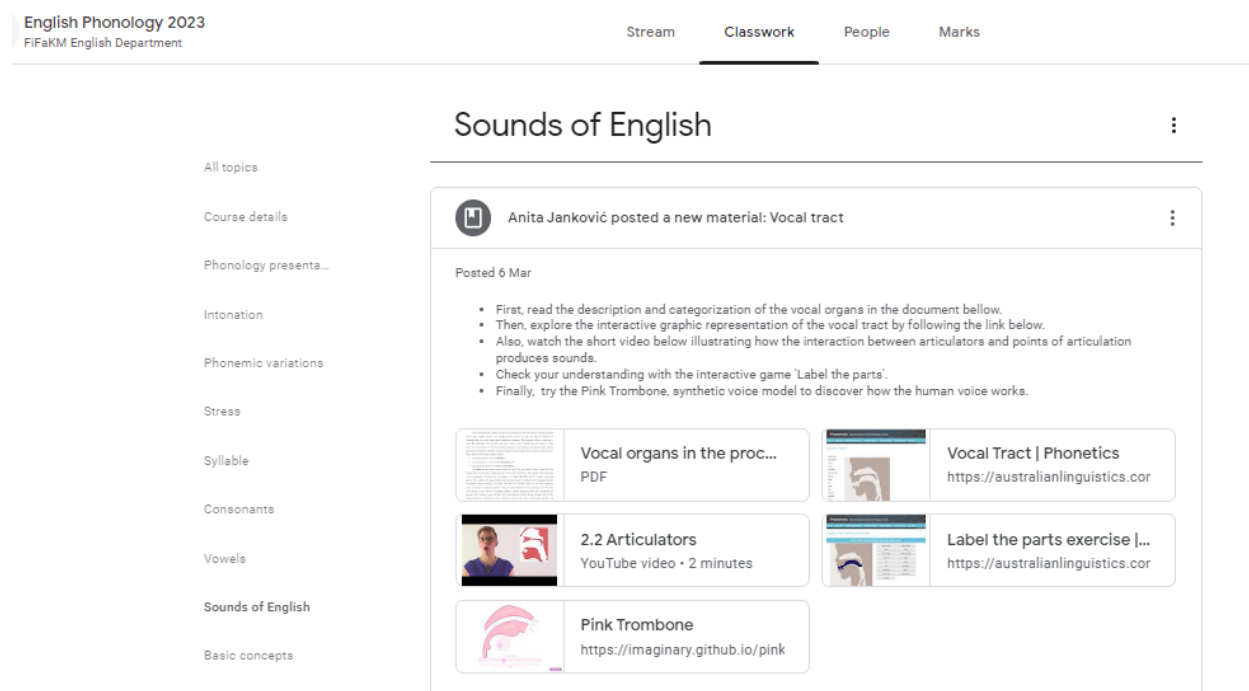 English Phonology 2023
FiFaKM English Department
Stream
Classwork
People
Marks
Sounds of English
All topics
Course details
Phonology presenta...
Intonation
Phonemic variations
Stress
Syllable
Consonants
Vowels
Sounds of English
Basic concepts
Anita Janković posted a new material: Vocal tract
Posted 6 Mar
• First, read the description and categorization of the vocal organs in the document bellow.
• Then, explore the interactive graphic representation of the vocal tract by following the link below.
• Also, watch the short video below illustrating how the interaction between articulators and points of articulation
produces sounds.
• Check your understanding with the interactive game 'Label the parts'.
• Finally, try the Pink Trombone, synthetic voice model to discover how the human voice works.
Vocal organs in the proc...
PDF
Vocal Tract | Phonetics
https://australianlinguistics.cor
2.2 Articulators
YouTube video • 2 minutes
Label the parts exercise |...
https://australianlinguistics.cor
Pink Trombone
https://imaginary.github.io/pink